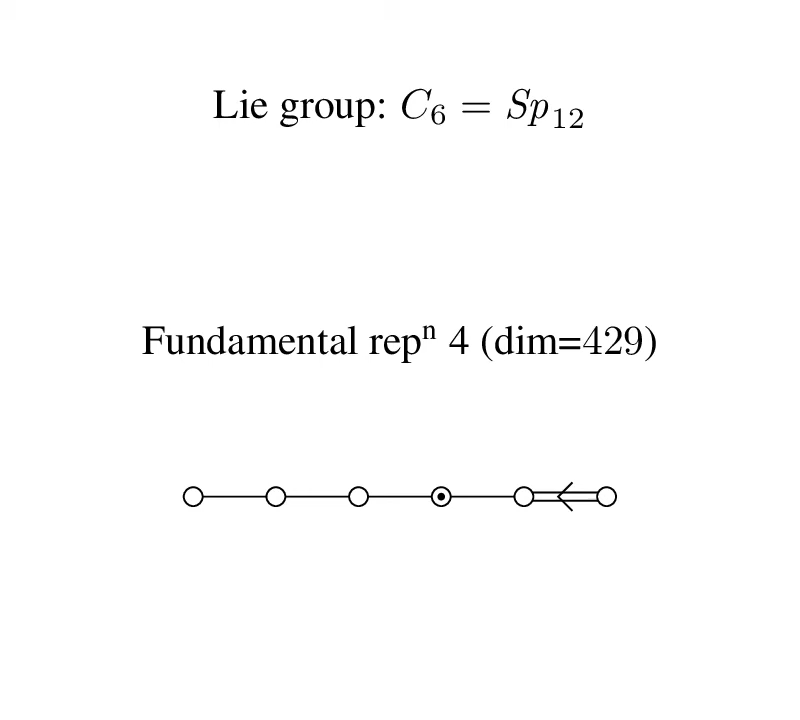 Lie group: C₆ = Sp₁₂
Fundamental repⁿ 4 (dim=429)